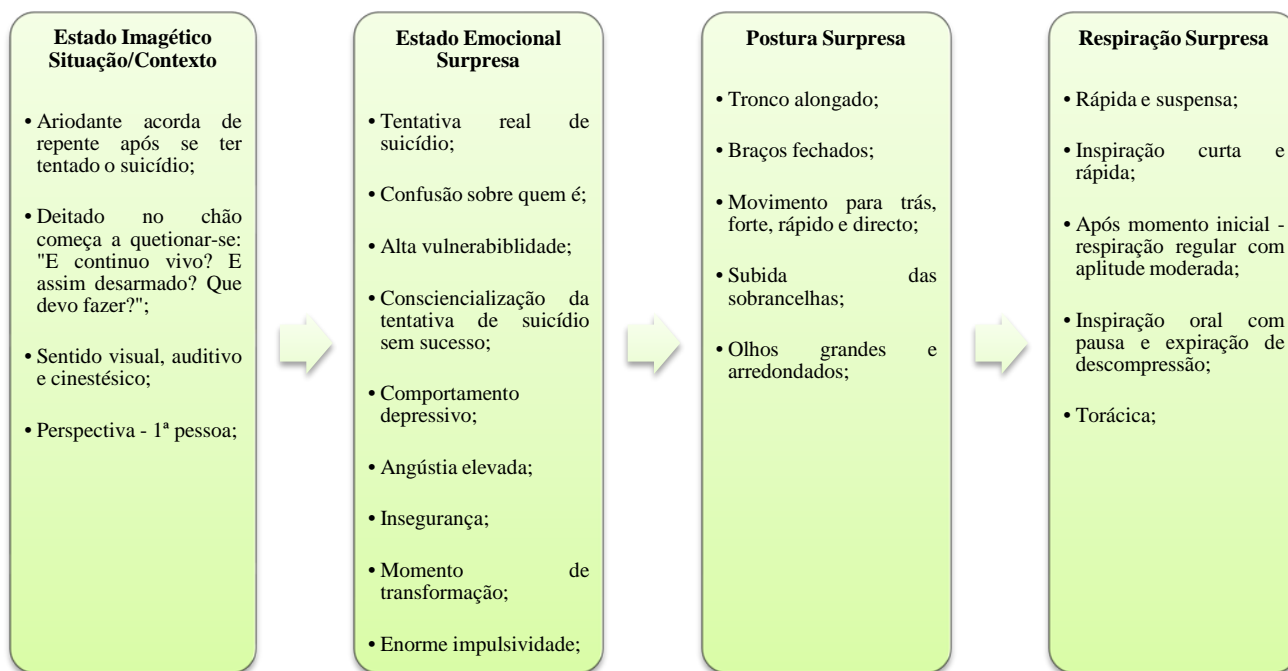 Estado Imagético
Situação/Contexto
• Ariodante acorda de
repente após se ter
tentado o suicídio;
• Deitado no chão
começa a quetionar-se:
"E continuo vivo? E
assim desarmado? Que
devo fazer?";
• Sentido visual, auditivo
e cinestésico;
• Perspectiva - 1ª pessoa;
Estado Emocional
Surpresa
• Tentativa real de
suicídio;
• Confusão sobre quem é;
• Alta vulnerabiblidade;
• Consciencialização da
tentativa de suicídio
sem sucesso;
• Comportamento
depressivo;
• Angústia elevada;
• Insegurança;
• Momento de
transformação;
• Enorme impulsividade;
Postura Surpresa
• Tronco alongado;
• Braços fechados;
• Movimento para trás,
forte, rápido e directo;
• Subida das
sobrancelhas;
• Olhos grandes e
arredondados;
Respiração Surpresa
• Rápida e suspensa;
• Inspiração curta e
rápida;
• Após momento inicial -
respiração regular com
aplitude moderada;
• Inspiração oral com
pausa e expiração de
descompressão;
• Torácica;